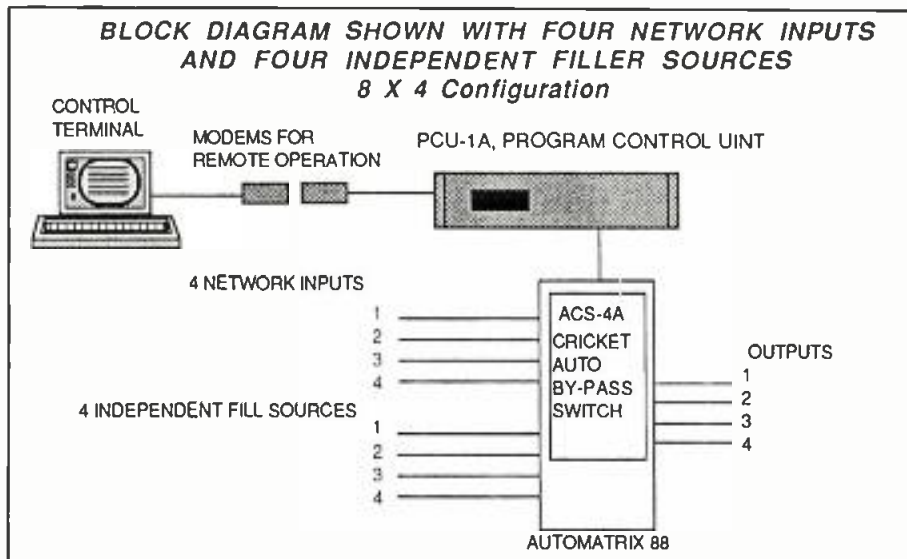 BLOCK DIAGRAM SHOWN WITH FOUR NETWORK INPUTS
AND FOUR INDEPENDENT FILLER SOURCES
8 X 4 Configuration
CONTROL
TERMINAL
MODEMS FOR
REMOTE OPERATION
PCU-1A, PROGRAM CONTROL UINT
4 NETWORK INPUTS
1
2
3
4
4 INDEPENDENT FILL SOURCES
1
2
3
4
ACS-4A
CRICKET
AUTO
BY-PASS
SWITCH
OUTPUTS
1
2
3
4
AUTOMATRIX 88